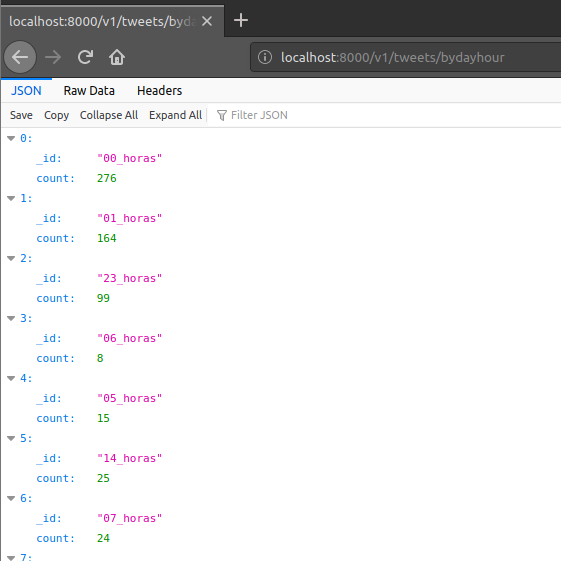 localhost:8000/v1/tweets/byda
localhost:8000/v1/tweets/bydayhour
JSON Raw Data Headers
Save Copy Collapse All Expand All Filter JSON
0:
_id: "00_horas"
count: 276
1:
_id: "01_horas"
count: 164
2:
_id: "23_horas"
count: 99
3:
_id: "06_horas"
count: 8
4:
_id: "05_horas"
count: 15
5:
_id: "14_horas"
count: 25
6:
_id: "07_horas"
count: 24
7: